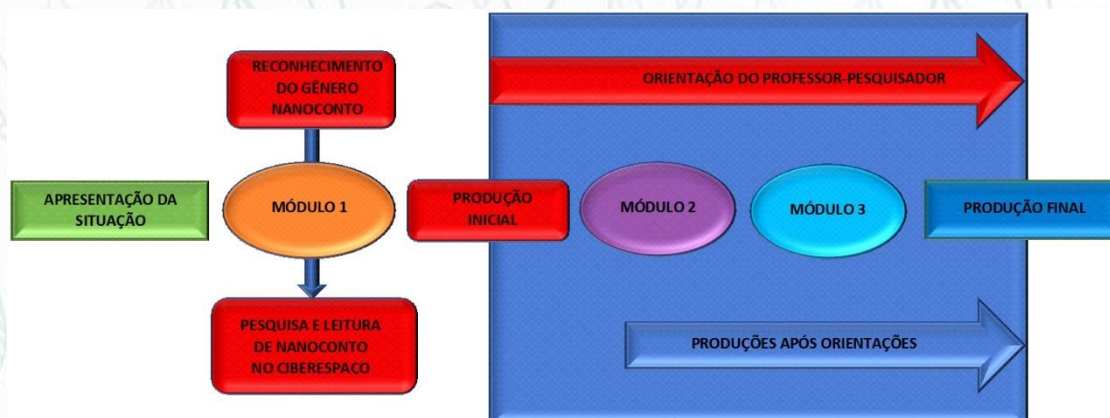 RECONHECIMENTO
DO GÊNERO
NANOCONTO
ORIENTAÇÃO DO PROFESSOR-PESQUISADOR
APRESENTAÇÃO DA
SITUAÇÃO
MÓDULO 1
PRODUÇÃO
INICIAL
MÓDULO 2
MÓDULO 3
PRODUÇÃO FINAL
PESQUISA E LEITURA
DE NANOCONTO
NO CIBERESPAÇO
PRODUÇÕES APÓS ORIENTAÇÕES